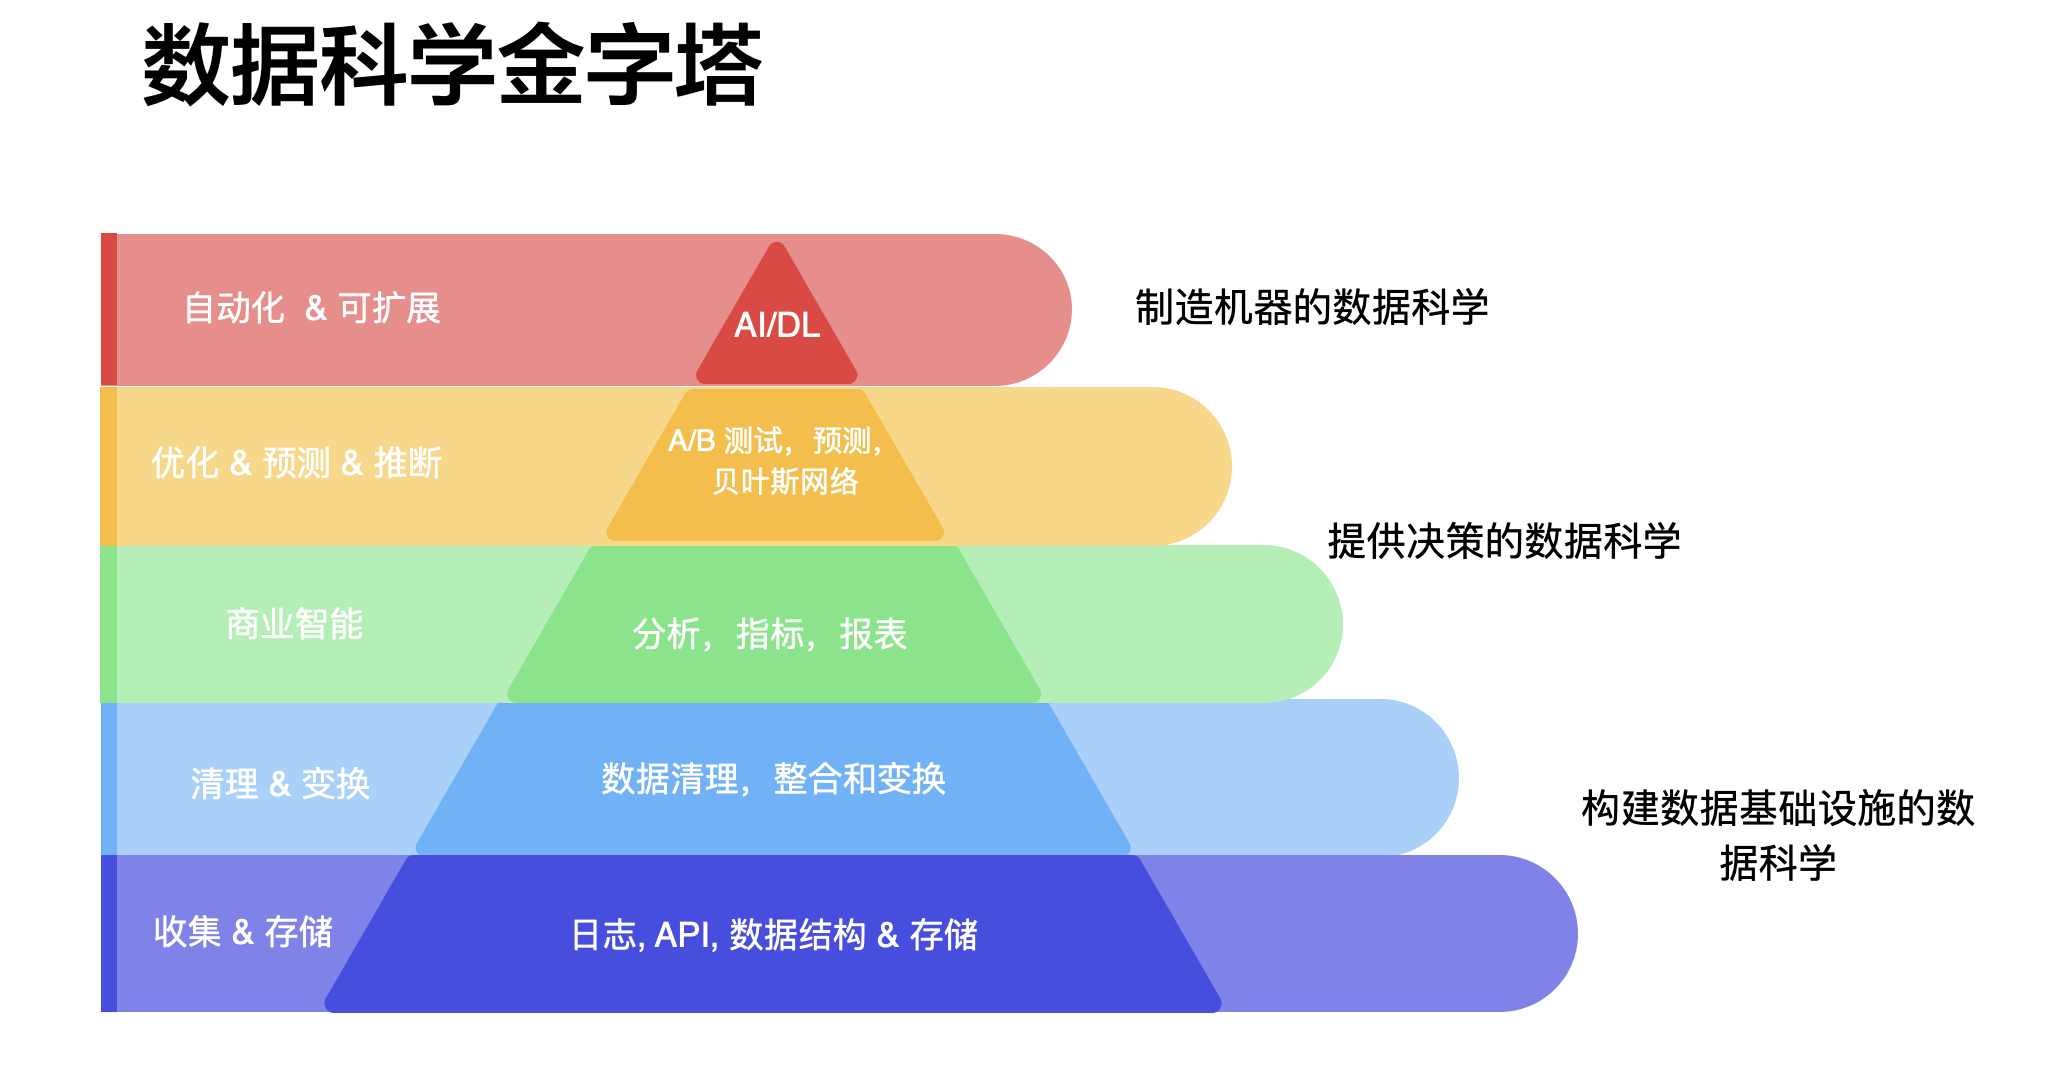 数据科学金字塔
自动化 & 可扩展
AI/DL
制造机器的数据科学
优化 & 预测 & 推断
A/B 测试，预测，
贝叶斯网络
提供决策的数据科学
商业智能
分析，指标，报表
清理 & 变换
数据清理，整合和变换
构建数据基础设施的数
据科学
收集 & 存储
日志, API, 数据结构 & 存储